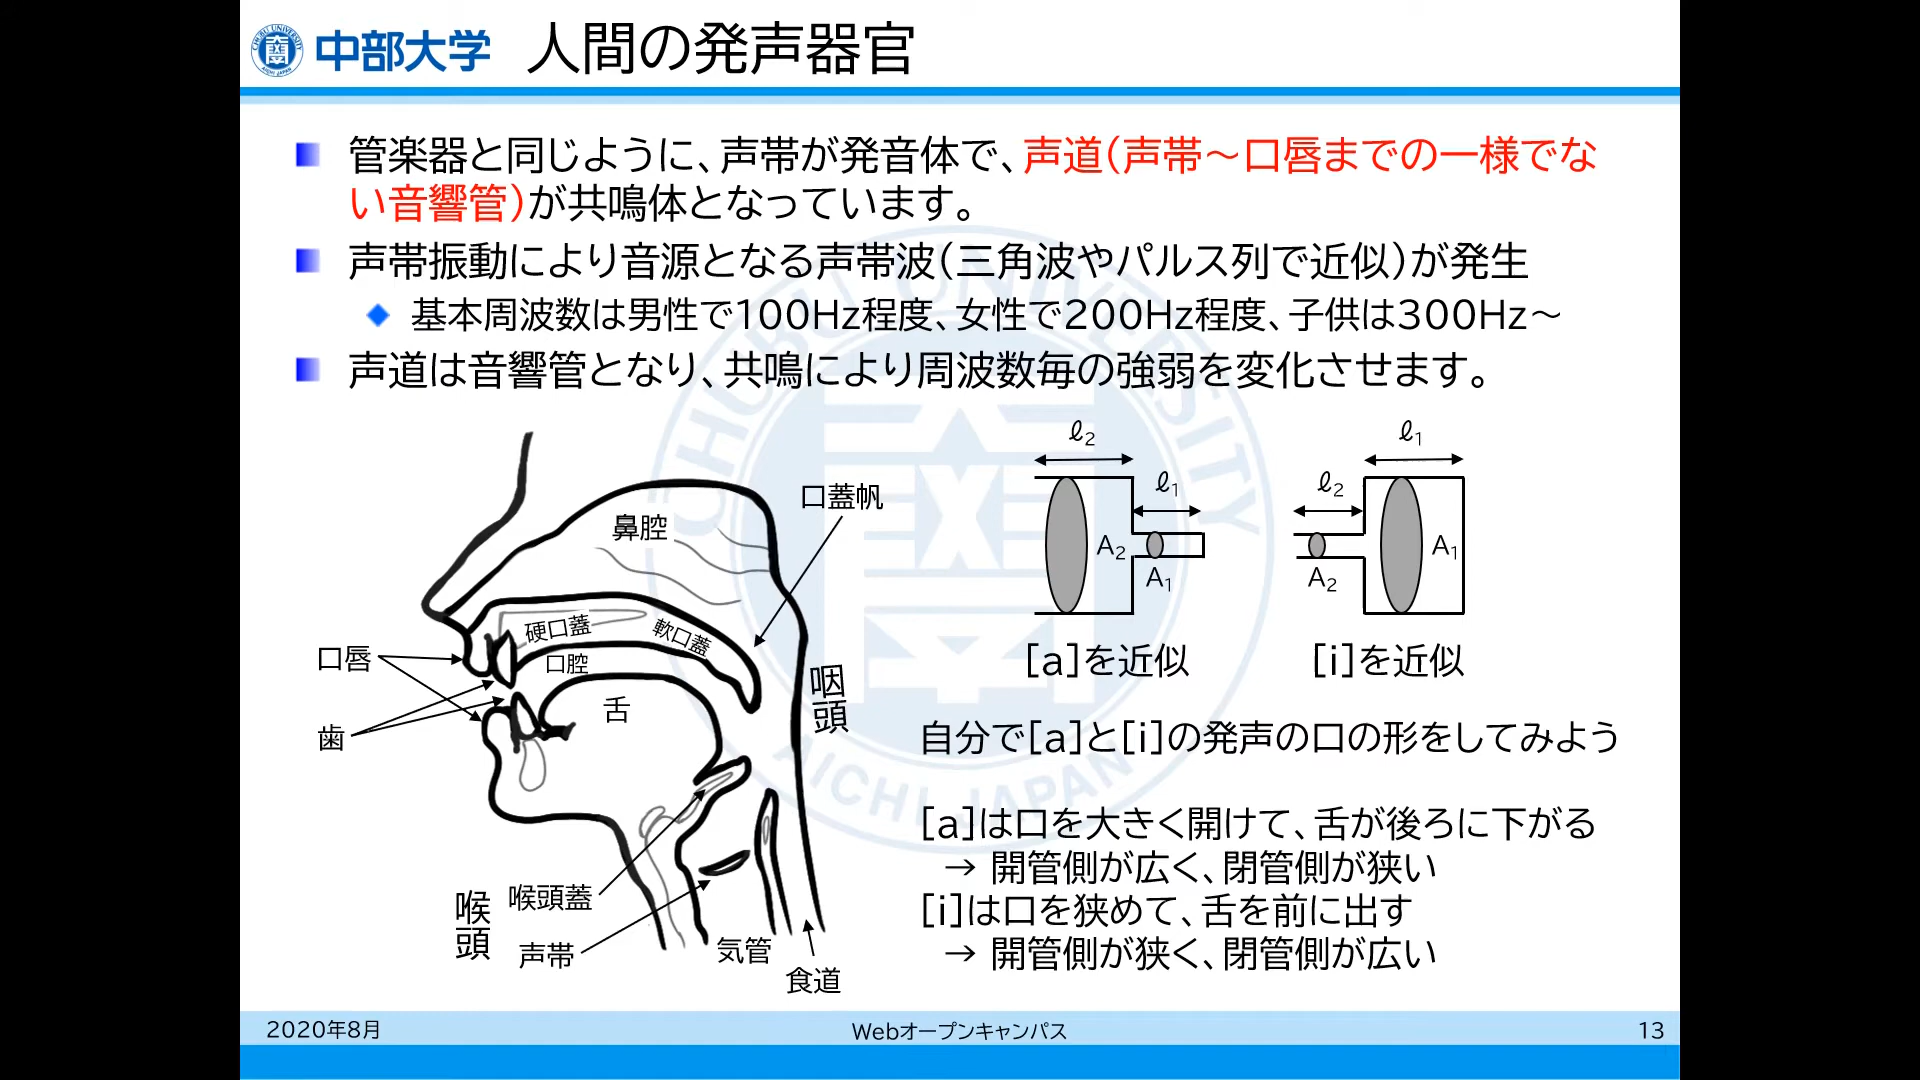 中部大学 人間の発声器官
管楽器と同じように、声帯が発音体で、声道(声帯～口唇までの一様でな
い音響管)が共鳴体となっています。
声帯振動により音源となる声帯波(三角波やパルス列で近似)が発生
基本周波数は男性で100Hz程度、女性で200Hz程度、子供は300Hz～
声道は音響管となり、共鳴により周波数毎の強弱を変化させます。
鼻腔
口蓋帆
硬口蓋
軟口蓋
口腔
口唇
歯
舌
咽頭
喉頭
喉頭蓋
声帯
気管
食道
ℓ2
ℓ1
A2
A1
[a]を近似
ℓ1
ℓ2
A1
A2
[i]を近似
自分で[a]と[i]の発声の口の形をしてみよう
[a]は口を大きく開けて、舌が後ろに下がる
→ 開管側が広く、閉管側が狭い
[i]は口を狭めて、舌を前に出す
→ 開管側が狭く、閉管側が広い
CHUBU UNIVERSITY
AICHI JAPAN
2020年8月
Webオープンキャンパス
13